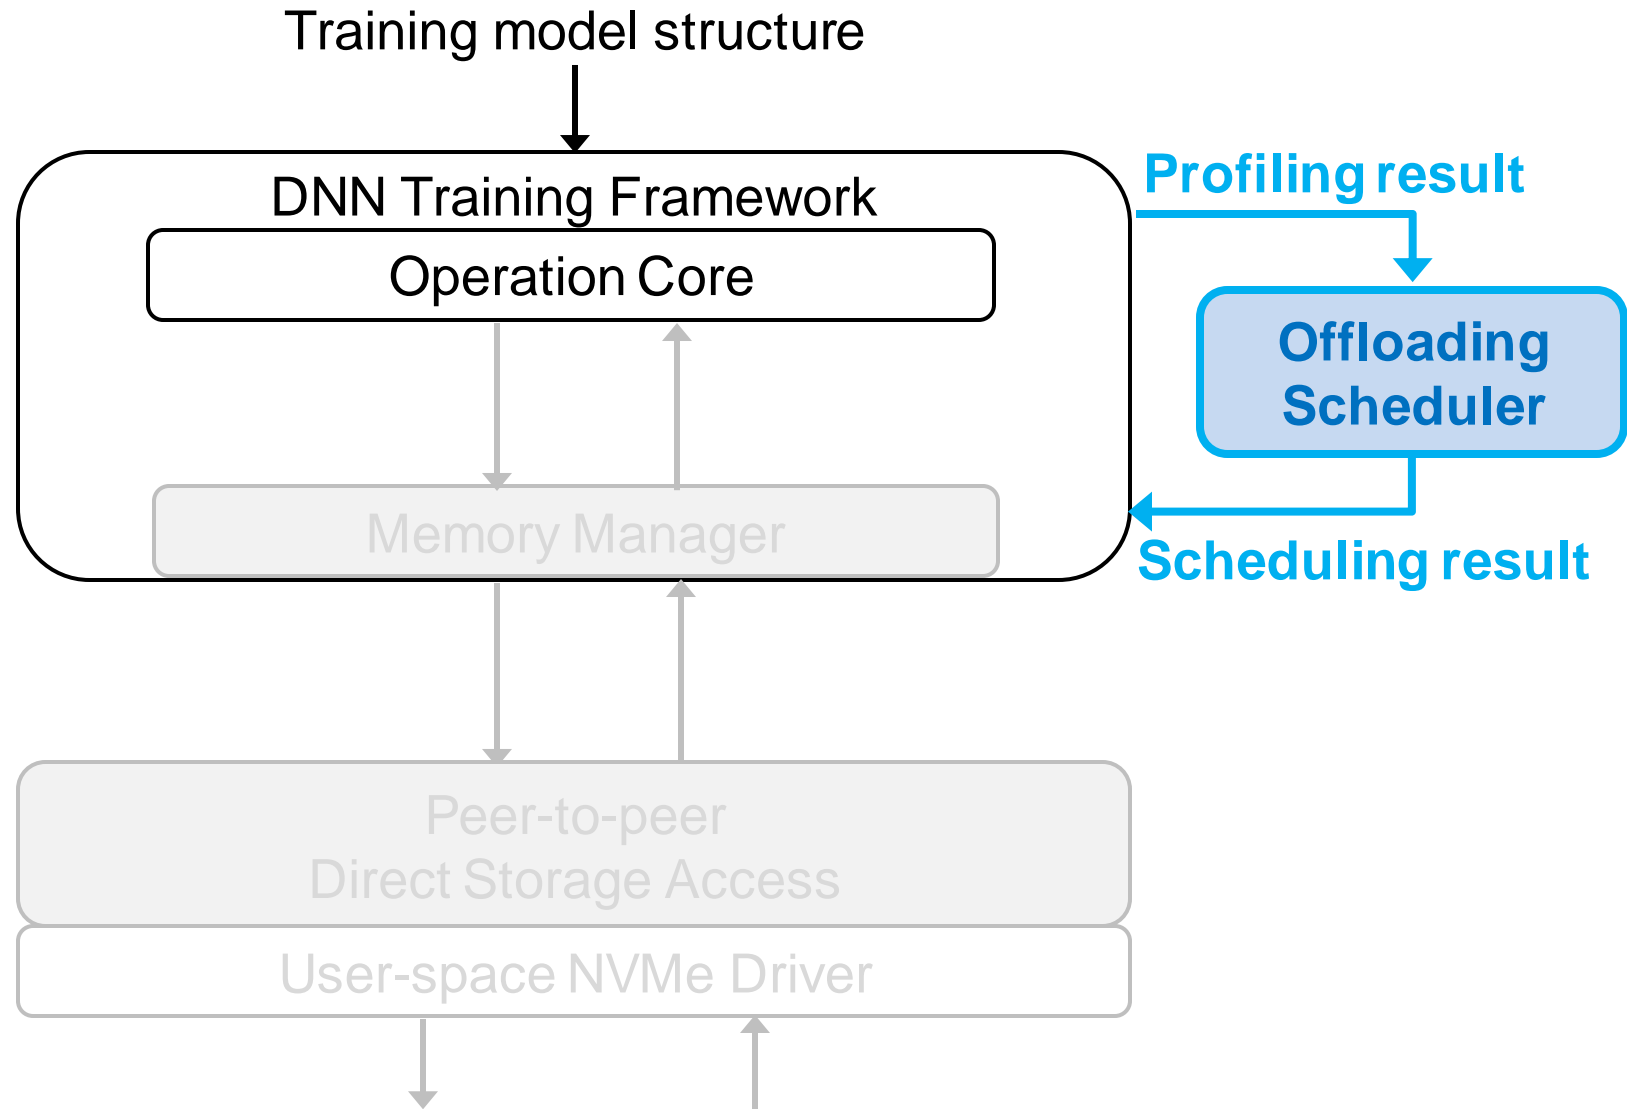 Training model structure
DNN Training Framework
Profiling result
Operation Core
Offloading
Scheduler
Memory Manager
Scheduling result
Peer-to-peer
Direct Storage Access
User-space NVMe Driver